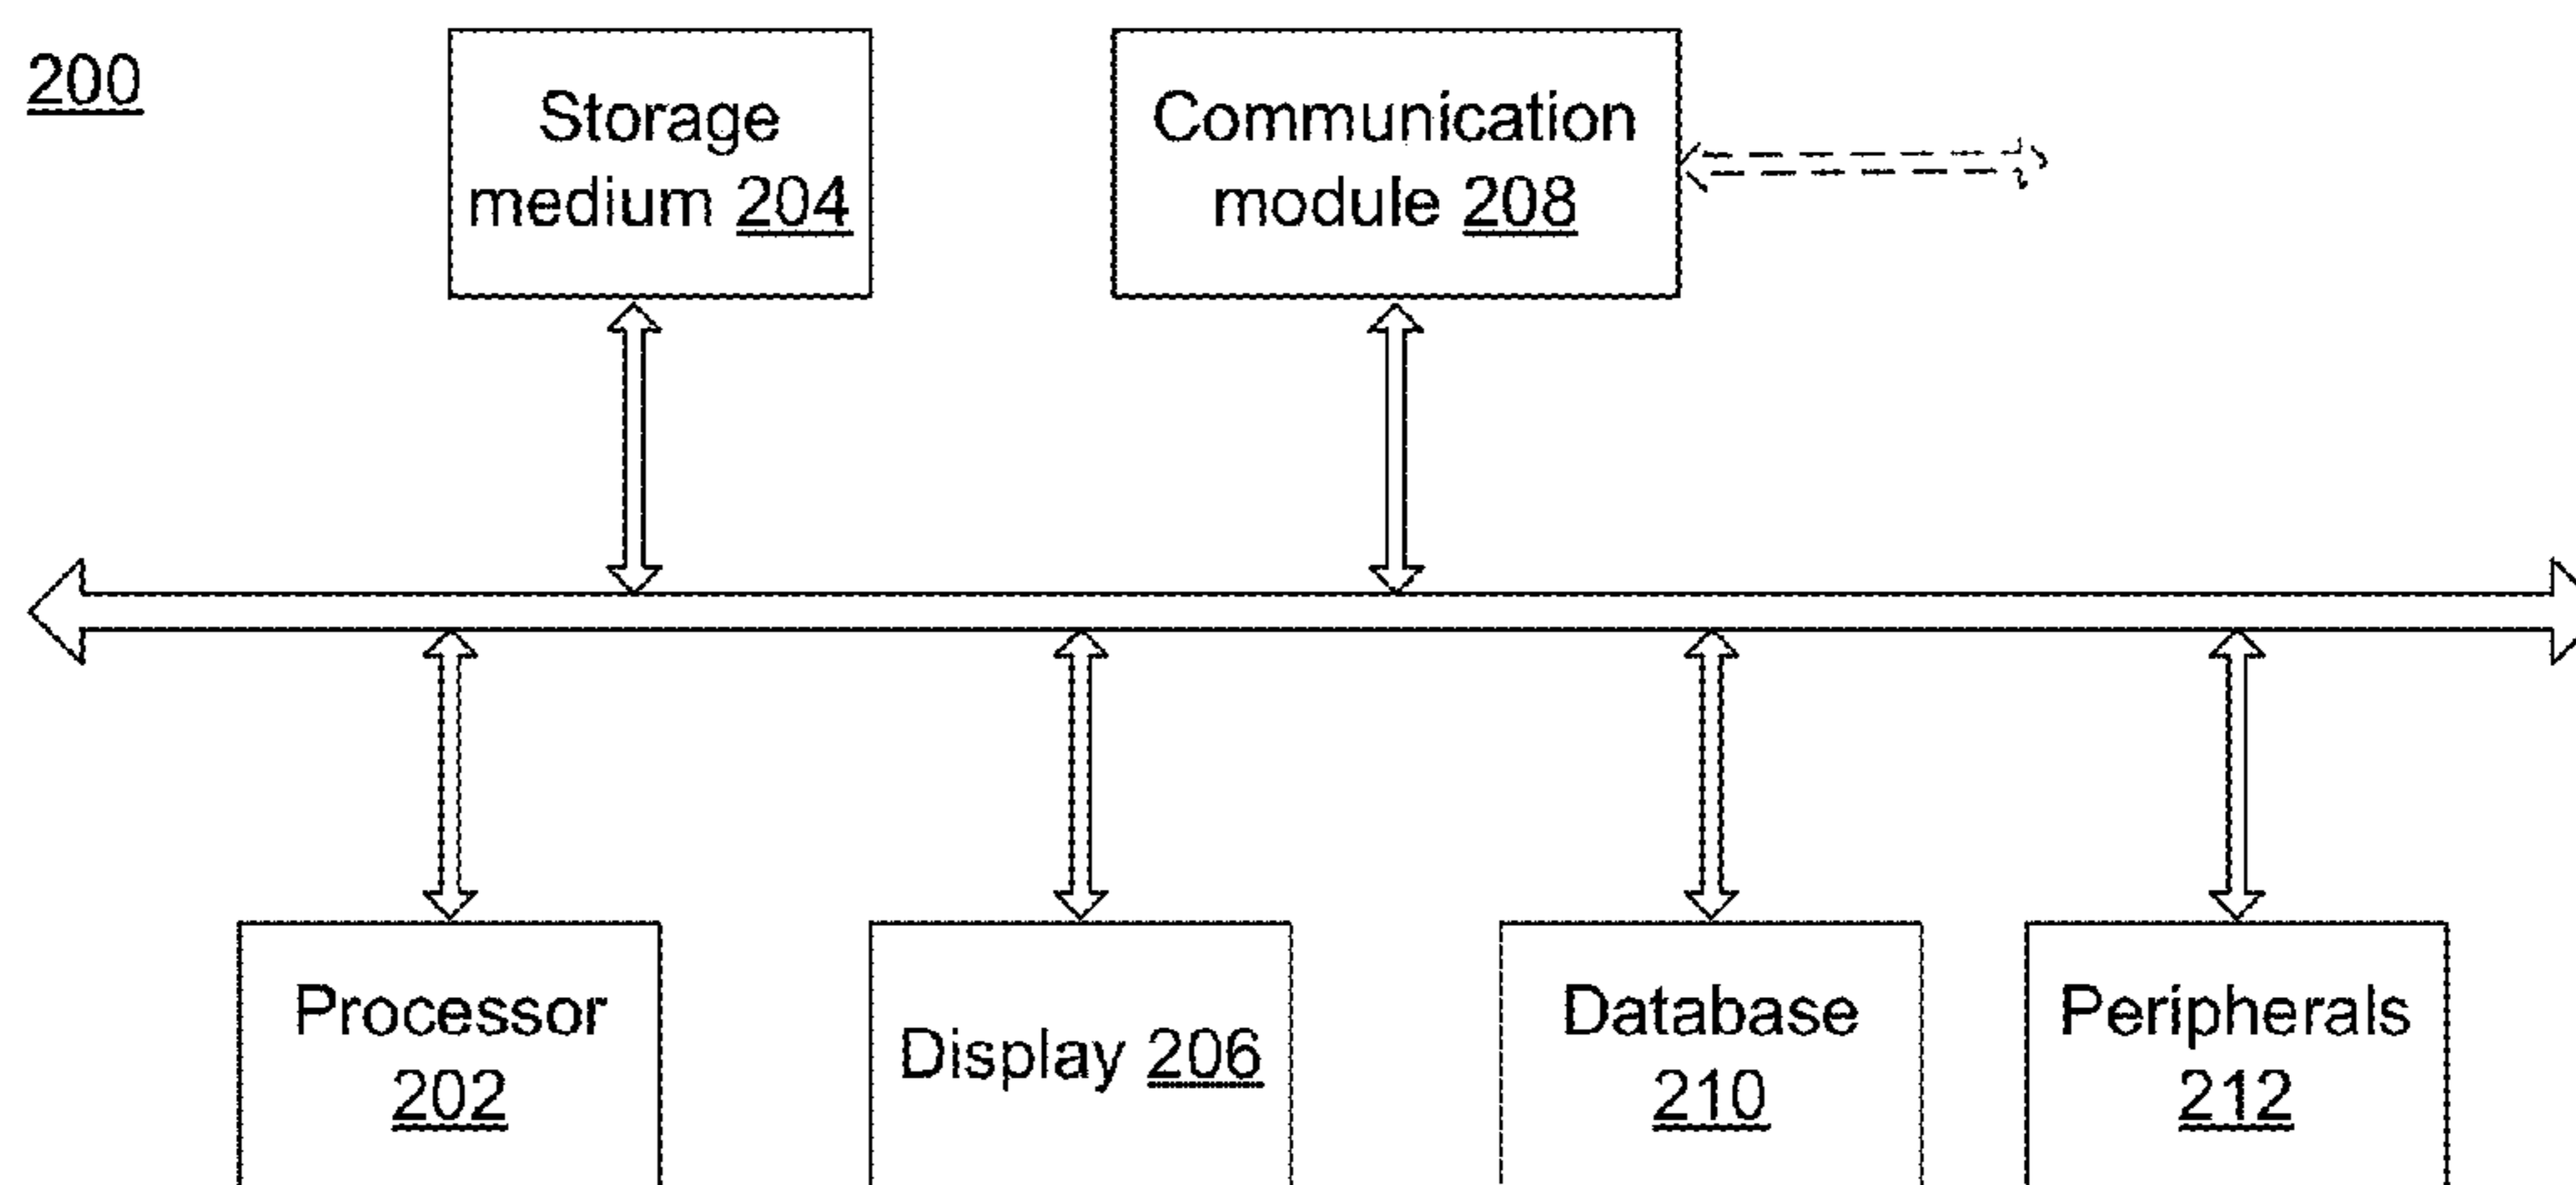 200
Storage
medium 204
Communication
module 208
Processor
202
Display 206
Database
210
Peripherals
212